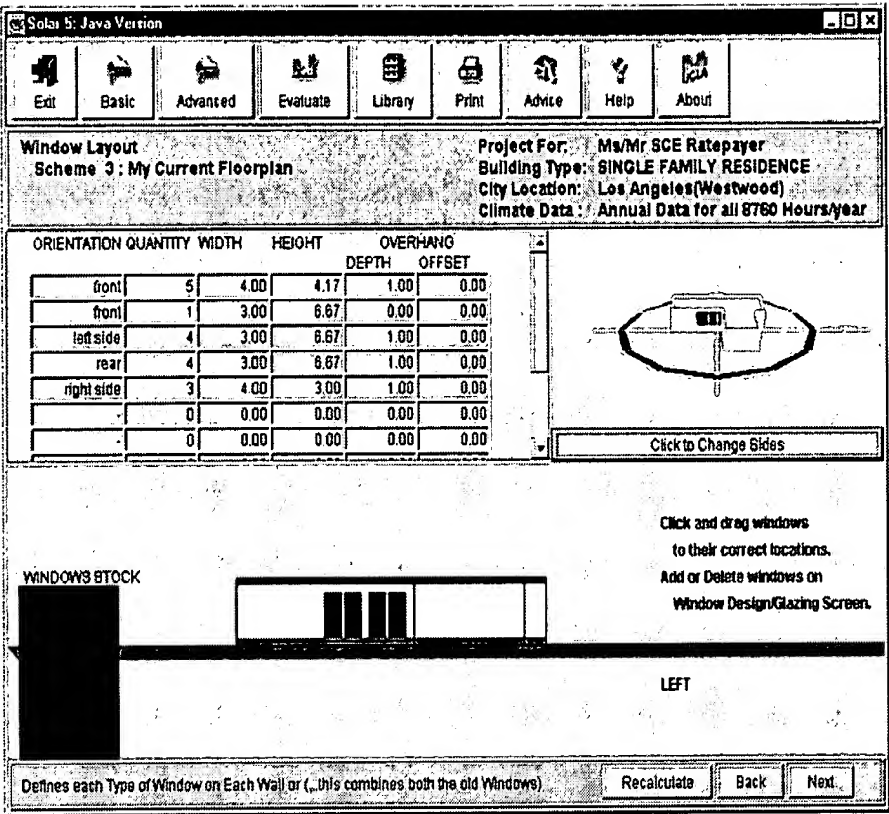 Solar 5: Java Version
Exit Basic Advanced Evaluate Library Print Advice Help About
Window Layout
Scheme 3 : My Current Floorplan
Project For: Ms/Mr SCE Ratepayer
Building Type: SINGLE FAMILY RESIDENCE
City Location: Los Angeles(Westwood)
Climate Data : Annual Data for all 8760 Hours/year
ORIENTATION QUANTITY WIDTH HEIGHT OVERHANG
DEPTH OFFSET
front 5 4.00 4.17 1.00 0.00
front 1 3.00 6.67 0.00 0.00
left side 4 3.00 6.67 1.00 0.00
rear 4 3.00 6.67 1.00 0.00
right side 3 4.00 3.00 1.00 0.00
- 0 0.00 0.00 0.00 0.00
- 0 0.00 0.00 0.00 0.00
Click to Change Sides
Click and drag windows
to their correct locations.
Add or Delete windows on
Window Design/Glazing Screen.
WINDOWS STOCK
LEFT
Defines each Type of Window on Each Wall or (,..this combines both the old Windows)
Recalculate Back Next